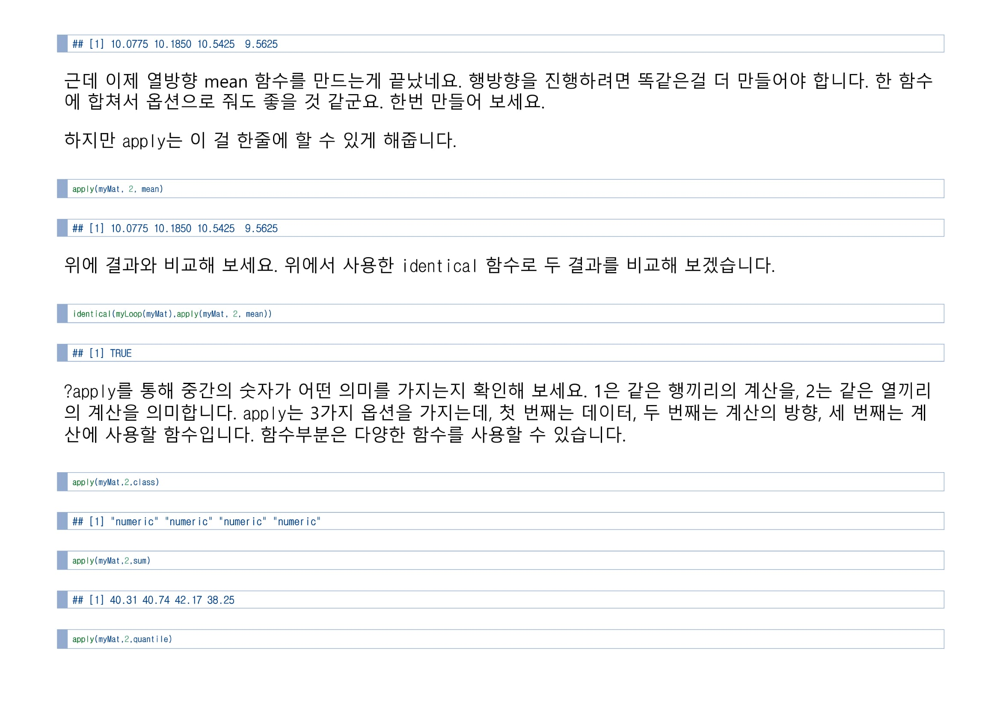 ## [1] 10.0775 10.1850 10.5425  9.5625
근데 이제 열방향 mean 함수를 만드는게 끝났네요. 행방향을 진행하려면 똑같은걸 더 만들어야 합니다. 한 함수
에 합쳐서 옵션으로 줘도 좋을 것 같군요. 한번 만들어 보세요.
하지만 apply는 이 걸 한줄에 할 수 있게 해줍니다.
apply(myMat, 2, mean)
## [1] 10.0775 10.1850 10.5425  9.5625
위에 결과와 비교해 보세요. 위에서 사용한 identical 함수로 두 결과를 비교해 보겠습니다.
identical(myLoop(myMat),apply(myMat, 2, mean))
## [1] TRUE
?apply를 통해 중간의 숫자가 어떤 의미를 가지는지 확인해 보세요. 1은 같은 행끼리의 계산을, 2는 같은 열끼리
의 계산을 의미합니다. apply는 3가지 옵션을 가지는데, 첫 번째는 데이터, 두 번째는 계산의 방향, 세 번째는 계
산에 사용할 함수입니다. 함수부분은 다양한 함수를 사용할 수 있습니다.
apply(myMat,2,class)
## [1] "numeric" "numeric" "numeric" "numeric"
apply(myMat,2,sum)
## [1] 40.31 40.74 42.17 38.25
apply(myMat,2,quantile)